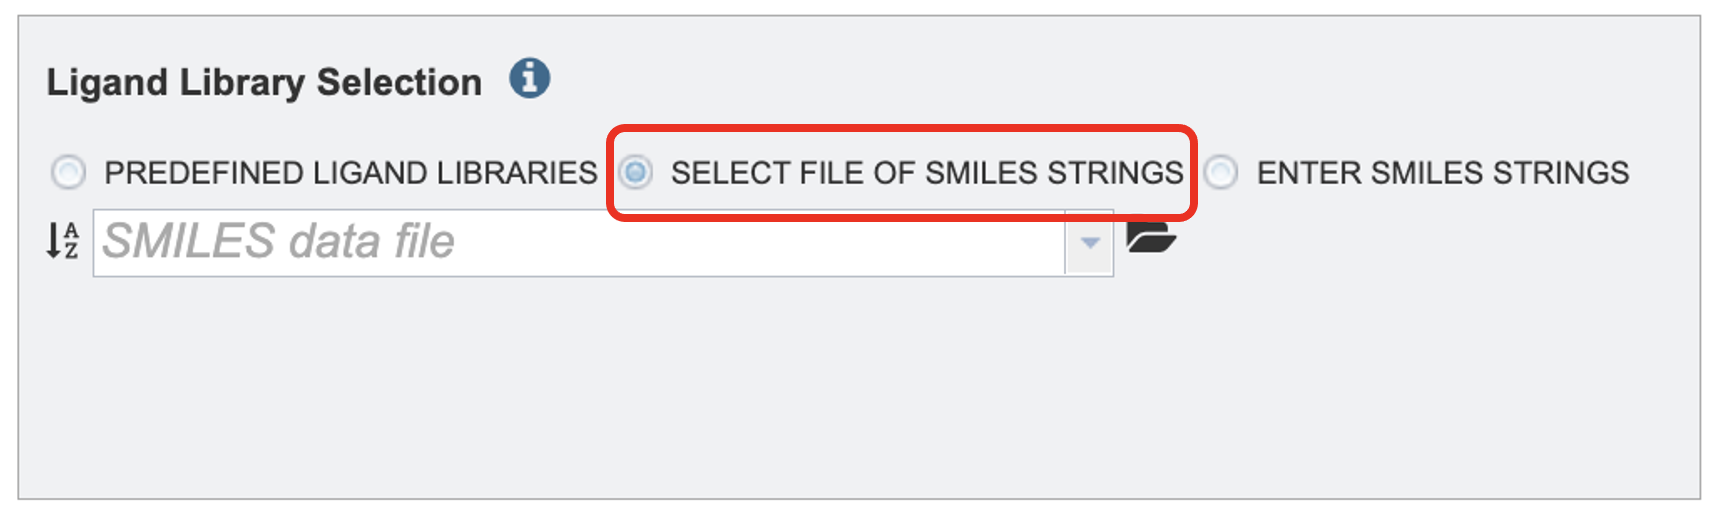 Ligand Library Selection
PREDEFINED LIGAND LIBRARIES SELECT FILE OF SMILES STRINGS ENTER SMILES STRINGS
SMILES data file